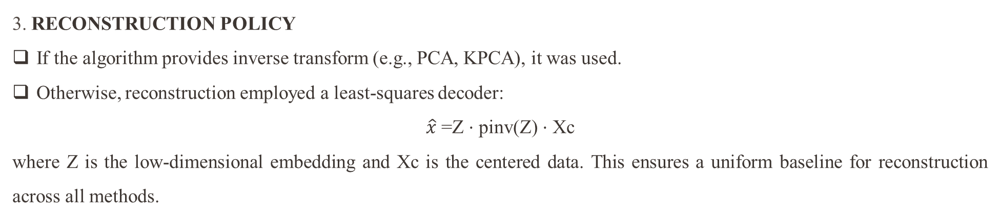 3. RECONSTRUCTION POLICY
❑ If the algorithm provides inverse transform (e.g., PCA, KPCA), it was used.
❑ Otherwise, reconstruction employed a least-squares decoder:
x̂ =Z · pinv(Z) · Xc
where Z is the low-dimensional embedding and Xc is the centered data. This ensures a uniform baseline for reconstruction
across all methods.